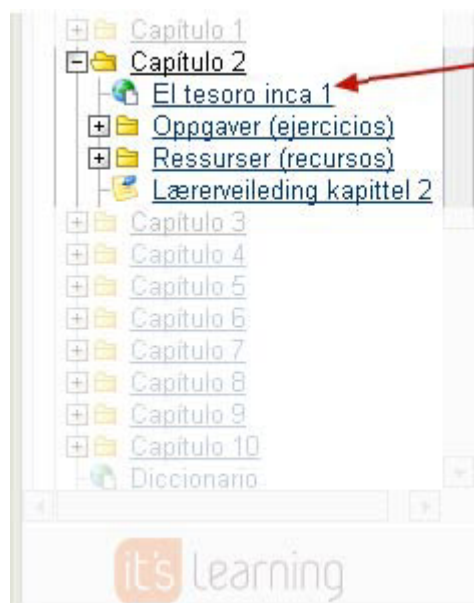 Capítulo 1
Capítulo 2
El tesoro inca 1
Oppgaver (ejercicios)
Ressurser (recursos)
Lærerveileding kapittel 2
Capítulo 3
Capítulo 4
Capítulo 5
Capítulo 6
Capítulo 7
Capítulo 8
Capítulo 9
Capítulo 10
Diccionario
it's learning